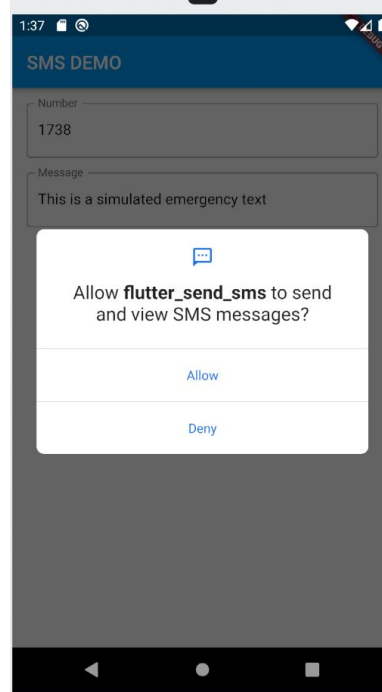 1:37
SMS DEMO
Number
1738
Message
This is a simulated emergency text
Allow flutter_send_sms to send
and view SMS messages?
Allow
Deny